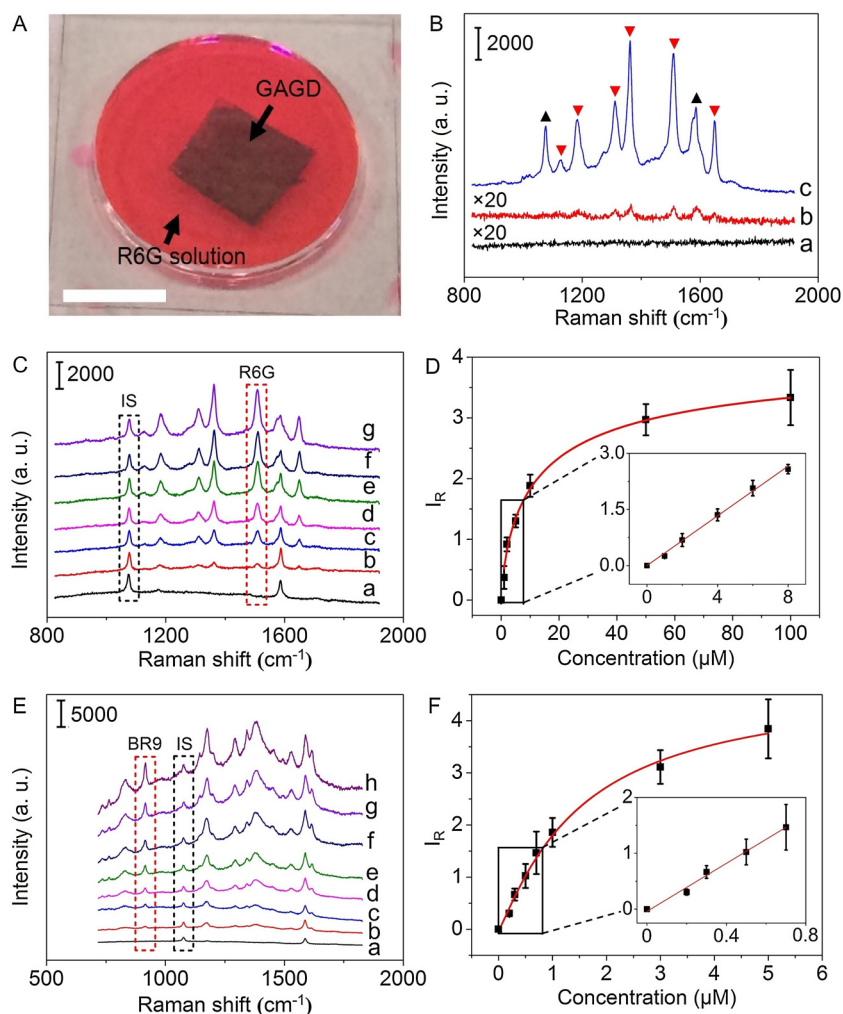 A
GAGD
R6G solution
B
2000
c
×20
b
×20
a
Intensity (a. u.)
800
1200
1600
2000
Raman shift (cm⁻¹)
C
2000
IS
R6G
g
f
e
d
c
b
a
Intensity (a. u.)
800
1200
1600
2000
Raman shift (cm⁻¹)
D
4
3
2
1
0
I_R
0
20
40
60
80
100
Concentration (µM)
3.0
1.5
0.0
0
4
8
E
5000
BR9
IS
h
g
f
e
d
c
b
a
Intensity (a. u.)
500
1000
1500
2000
Raman shift (cm⁻¹)
F
4
3
2
1
0
I_R
0
1
2
3
4
5
6
Concentration (µM)
2
1
0
0
0.4
0.8